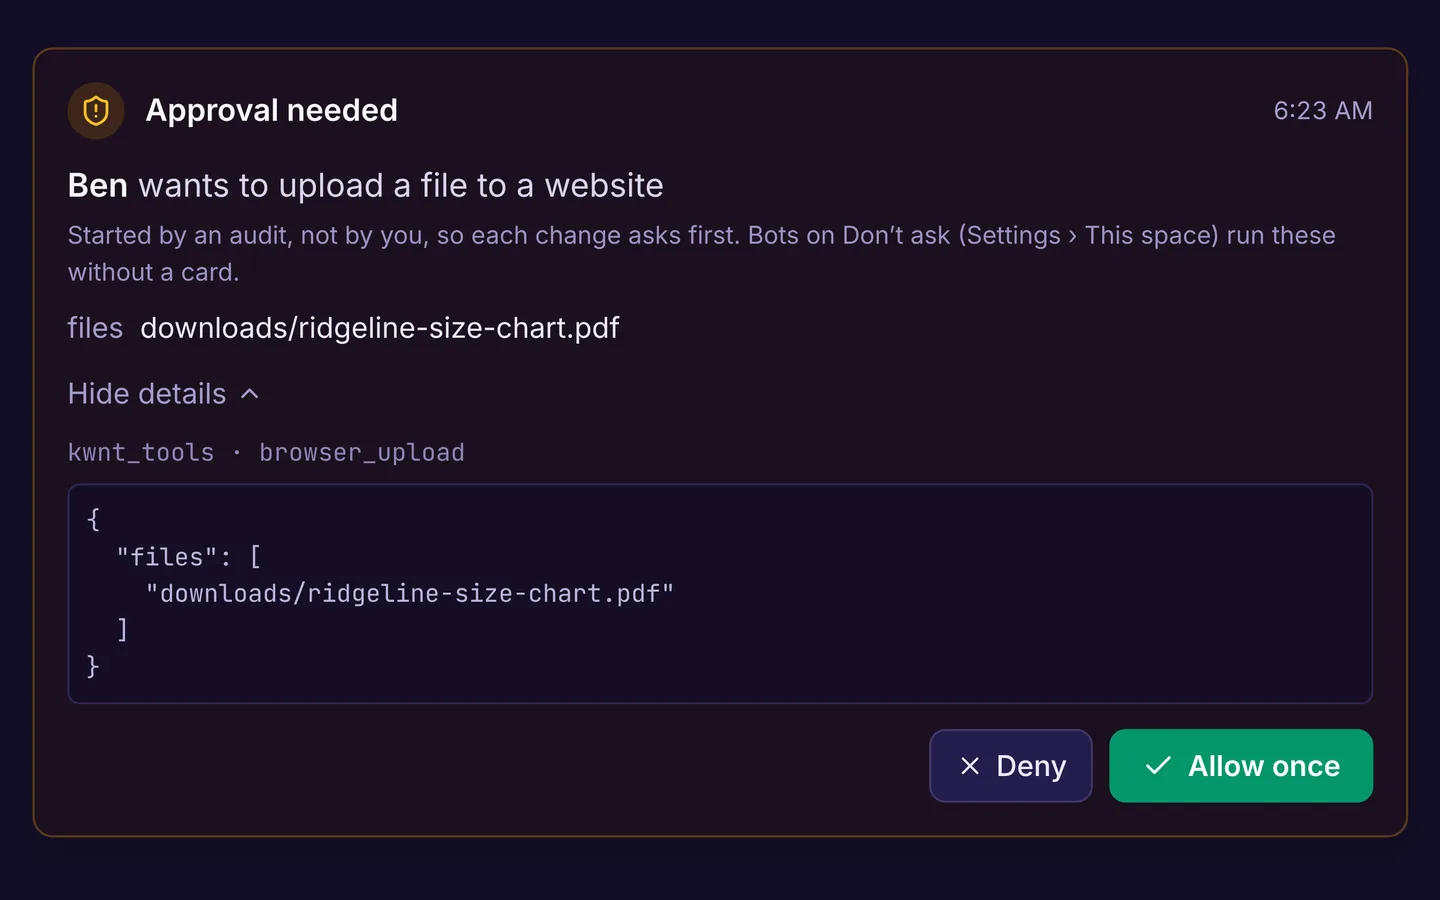 Approval needed
6:23 AM
Ben wants to upload a file to a website
Started by an audit, not by you, so each change asks first. Bots on Don’t ask (Settings › This space) run these
without a card.
files downloads/ridgeline-size-chart.pdf
Hide details
kwnt_tools · browser_upload
{
  "files": [
    "downloads/ridgeline-size-chart.pdf"
  ]
}
Deny
Allow once